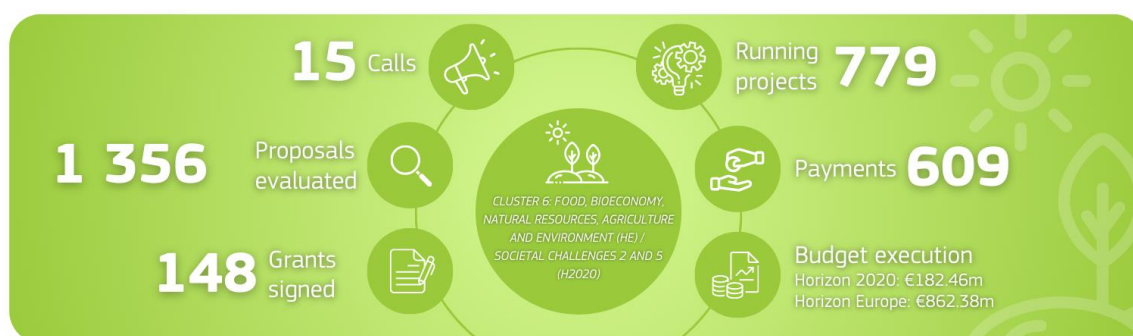 15 Calls
1 356 Proposals
evaluated
148 Grants
signed
CLUSTER 6: FOOD, BIOECONOMY,
NATURAL RESOURCES, AGRICULTURE
AND ENVIRONMENT (HE) /
SOCIETAL CHALLENGES 2 AND 5
(H2020)
Running
projects 779
Payments 609
Budget execution
Horizon 2020: €182.46m
Horizon Europe: €862.38m